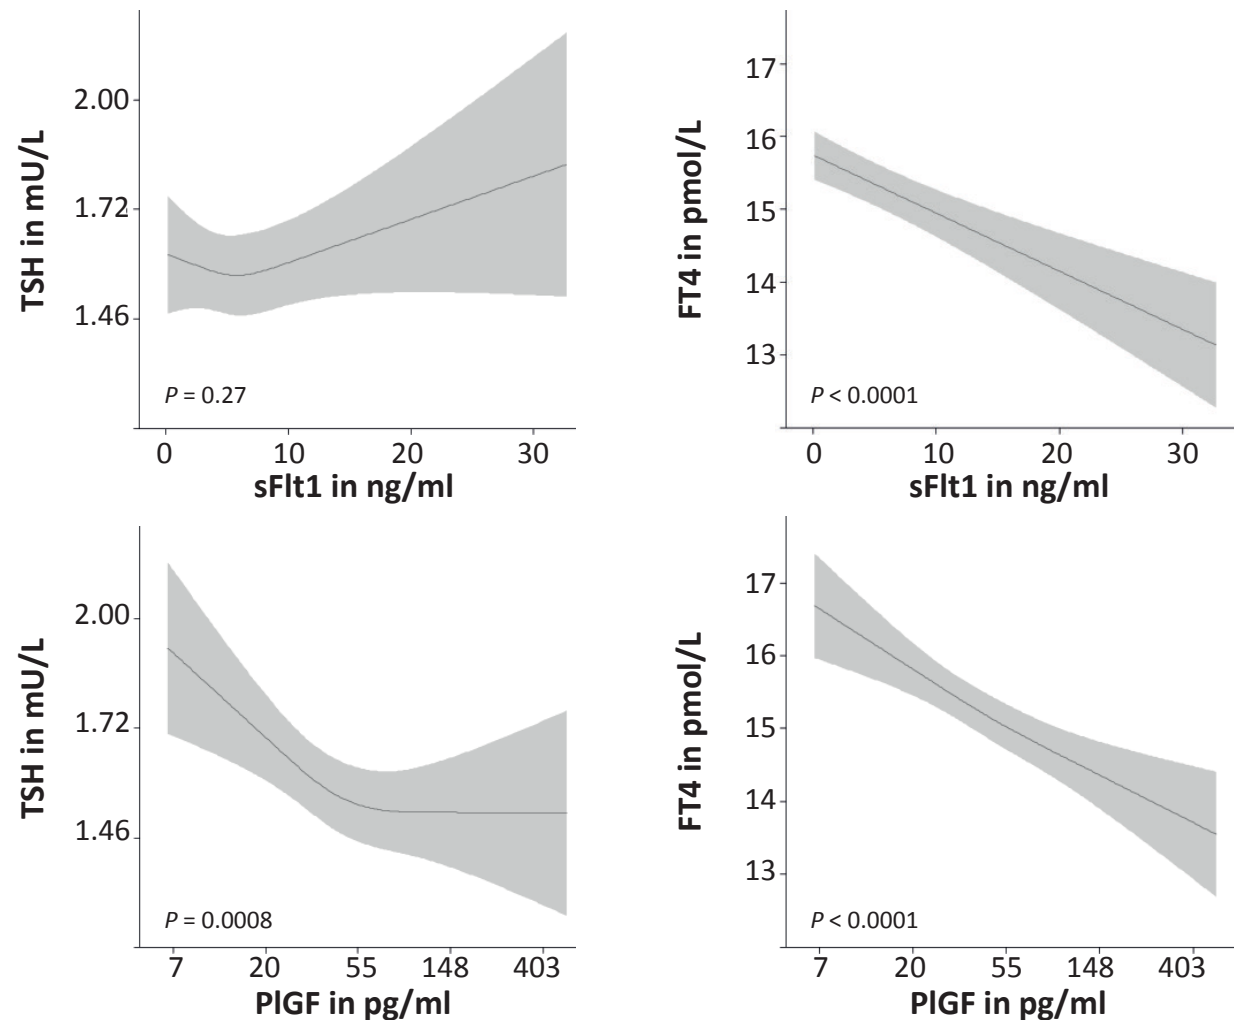 TSH in mU/L
2.00
1.72
1.46
P = 0.27
0 10 20 30
sFlt1 in ng/ml
FT4 in pmol/L
17
16
15
14
13
P < 0.0001
0 10 20 30
sFlt1 in ng/ml
TSH in mU/L
2.00
1.72
1.46
P = 0.0008
7 20 55 148 403
PlGF in pg/ml
FT4 in pmol/L
17
16
15
14
13
P < 0.0001
7 20 55 148 403
PlGF in pg/ml